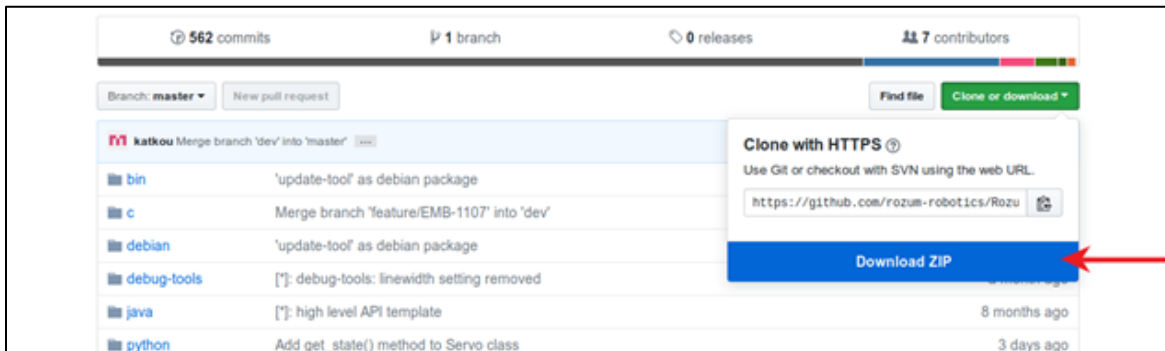 562 commits
1 branch
0 releases
7 contributors
Branch: master
New pull request
Find file
Clone or download
katkou Merge branch 'dev' into 'master'
Clone with HTTPS
Use Git or checkout with SVN using the web URL.
https://github.com/rozum-robotics/Rozu
Download ZIP
bin 'update-tool' as debian package
c Merge branch 'feature/EMB-1107' into 'dev'
debian 'update-tool' as debian package
debug-tools [*]: debug-tools: linewidth setting removed
java [*]: high level API template 8 months ago
python Add get_state() method to Servo class 3 days ago